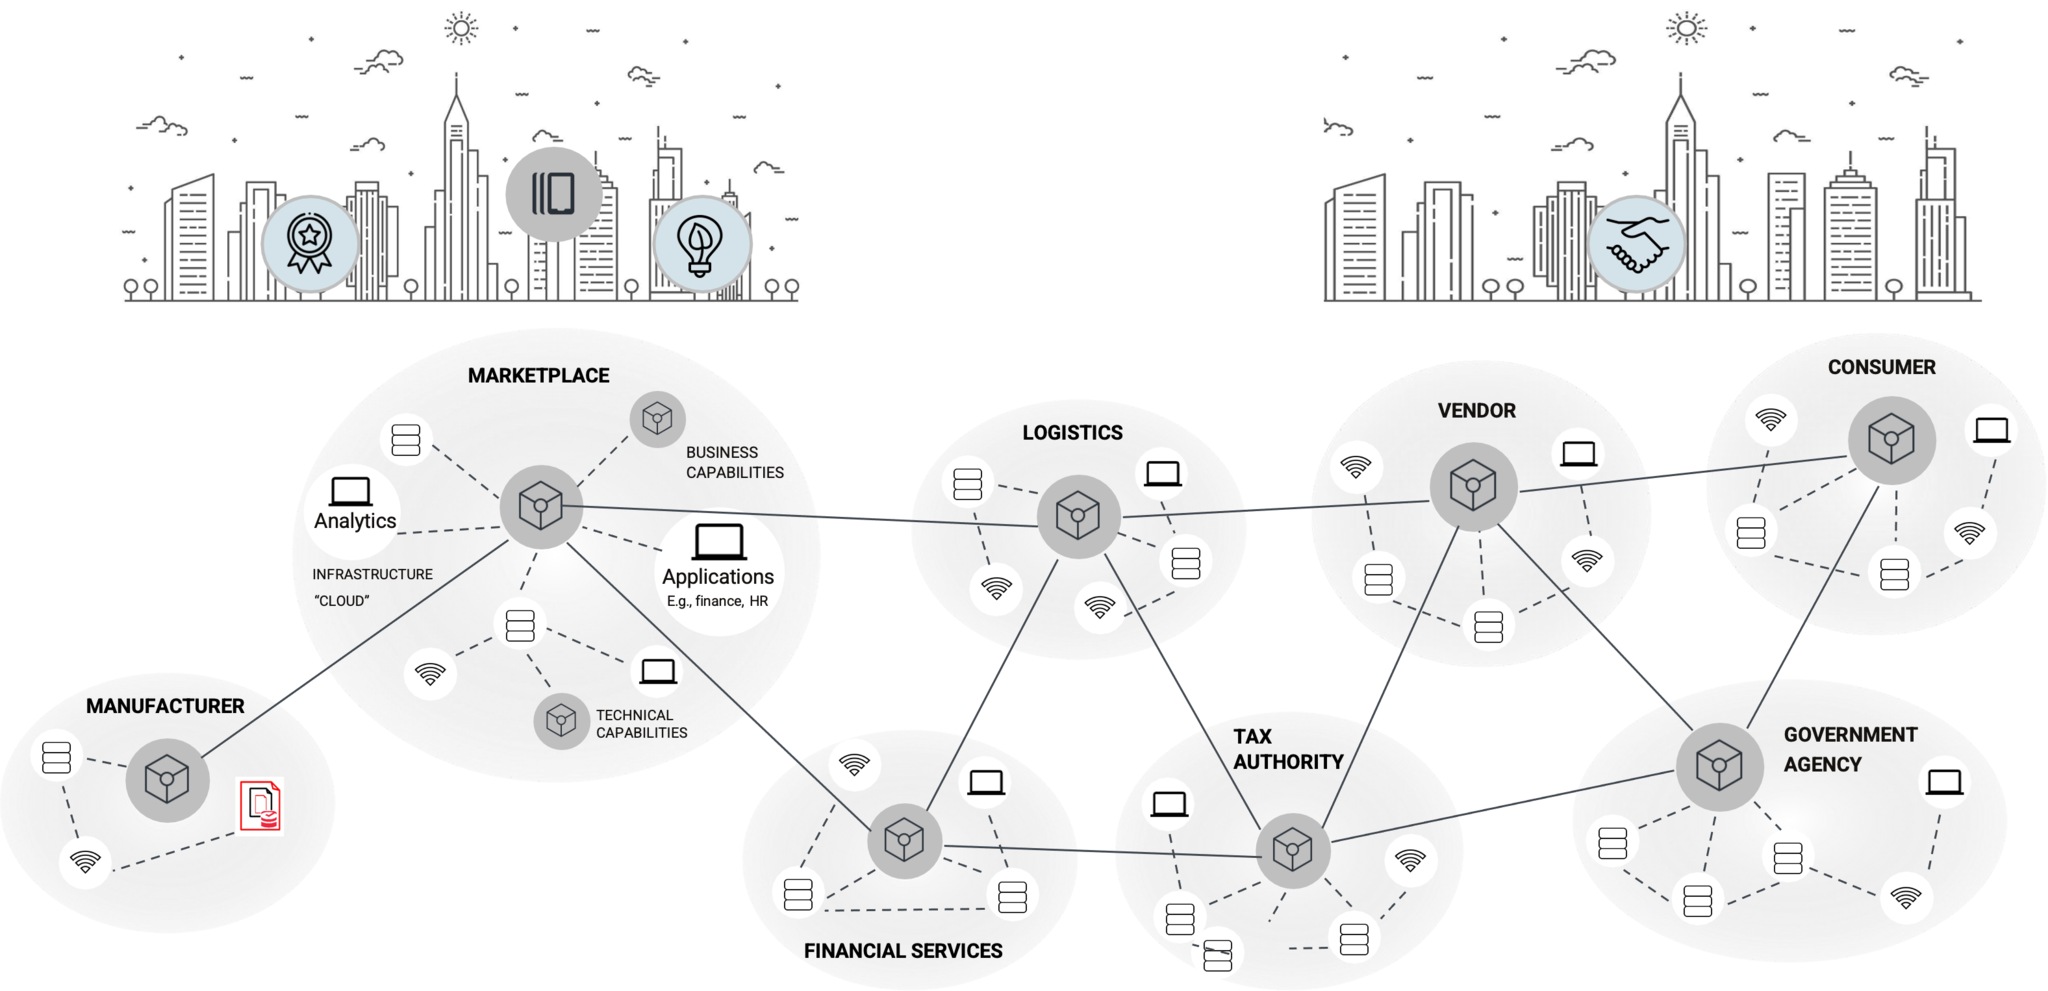 MARKETPLACE
BUSINESS
CAPABILITIES
Analytics
INFRASTRUCTURE
“CLOUD”
Applications
E.g., finance, HR
TECHNICAL
CAPABILITIES
MANUFACTURER
LOGISTICS
VENDOR
CONSUMER
FINANCIAL SERVICES
TAX
AUTHORITY
GOVERNMENT
AGENCY